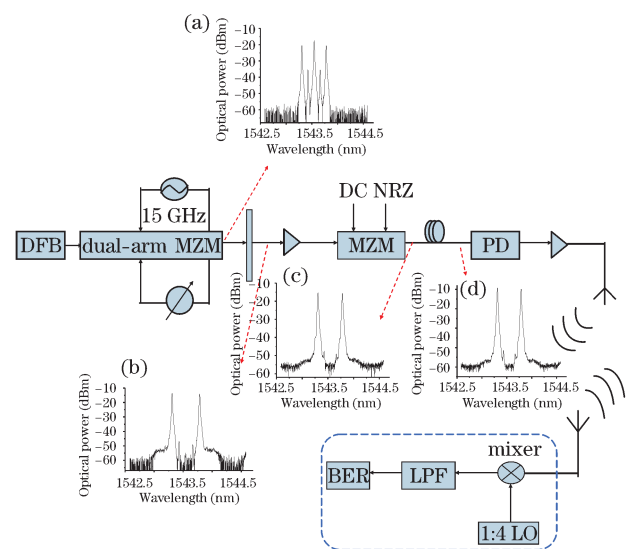 (a)
Optical power (dBm)
−10
−20
−30
−40
−50
−60
1542.5 1543.5 1544.5
Wavelength (nm)
15 GHz
DC NRZ
DFB
dual-arm MZM
MZM
PD
(b)
Optical power (dBm)
−10
−20
−30
−40
−50
−60
1542.5 1543.5 1544.5
Wavelength (nm)
(c)
Optical power (dBm)
−10
−20
−30
−40
−50
−60
1542.5 1543.5 1544.5
Wavelength (nm)
(d)
Optical power (dBm)
−10
−20
−30
−40
−50
−60
1542.5 1543.5 1544.5
Wavelength (nm)
mixer
BER
LPF
1:4 LO